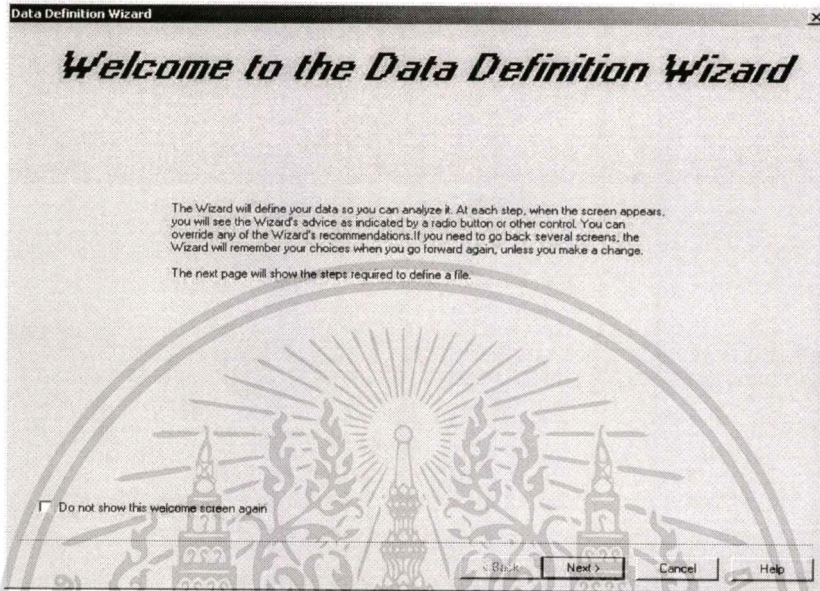 Data Definition Wizard
Welcome to the Data Definition Wizard
The Wizard will define your data so you can analyze it. At each step, when the screen appears,
you will see the Wizard's advice as indicated by a radio button or other control. You can
override any of the Wizard's recommendations.If you need to go back several screens, the
Wizard will remember your choices when you go forward again, unless you make a change.
The next page will show the steps required to define a file.
Do not show this welcome screen again
< Back
Next >
Cancel
Help